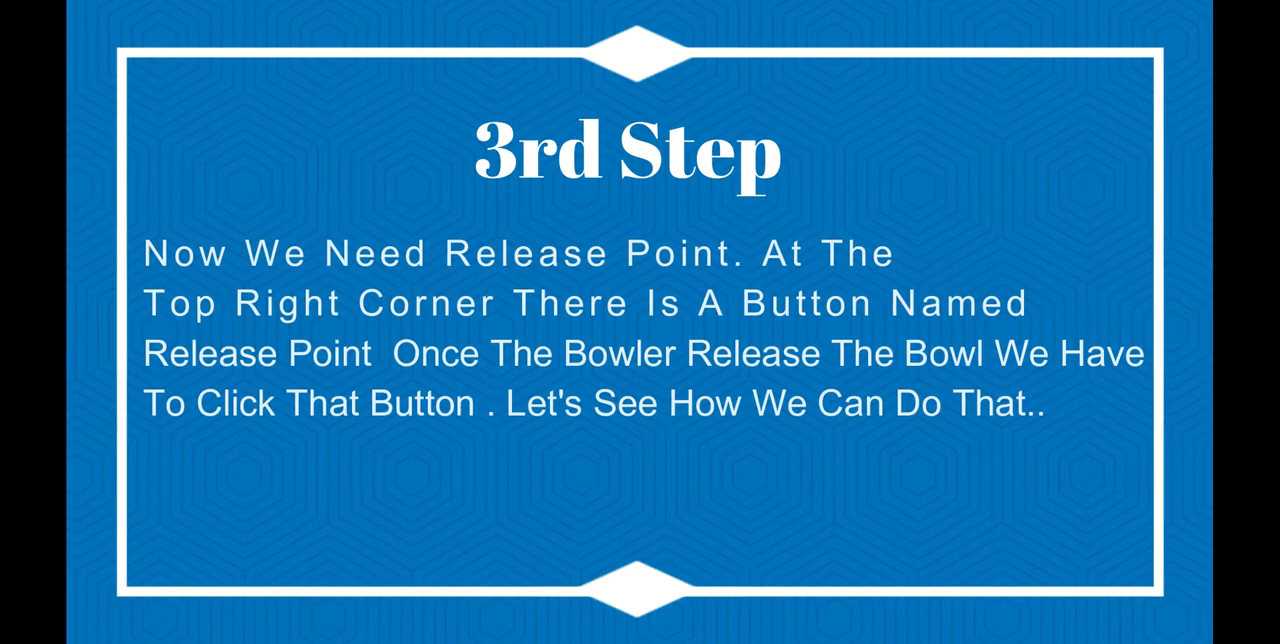 3rd Step
Now We Need Release Point. At The
Top Right Corner There Is A Button Named
Release Point  Once The Bowler Release The Bowl We Have
To Click That Button . Let's See How We Can Do That..